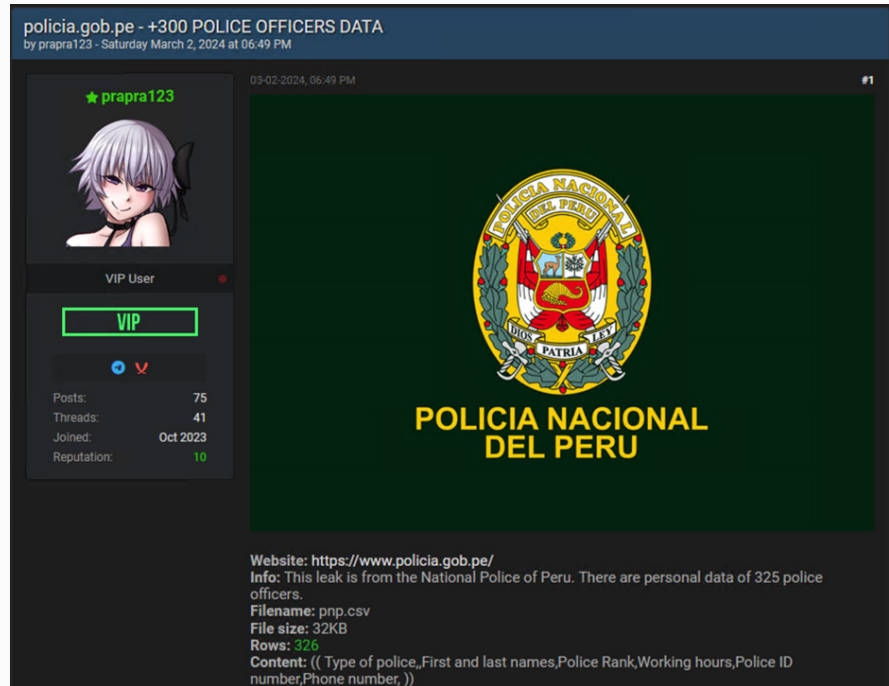 policia.gob.pe - +300 POLICE OFFICERS DATA
by prapra123 - Saturday March 2, 2024 at 06:49 PM
prapra123
VIP User
VIP
Posts: 75
Threads: 41
Joined: Oct 2023
Reputation: 10
03-02-2024, 06:49 PM #1
POLICIA NACIONAL
DEL PERU
DIOS PATRIA LEY
POLICIA NACIONAL
DEL PERU
Website: https://www.policia.gob.pe/
Info: This leak is from the National Police of Peru. There are personal data of 325 police
officers.
Filename: pnp.csv
File size: 32KB
Rows: 326
Content: (( Type of police,,First and last names,Police Rank,Working hours,Police ID
number,Phone number, ))